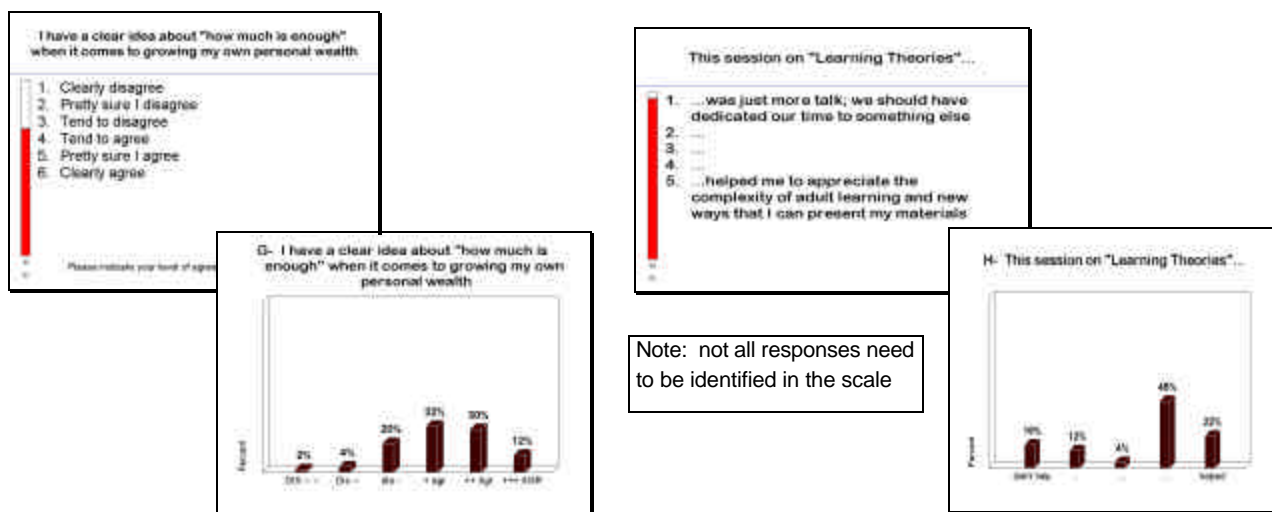 I have a clear idea about "how much is enough"
when it comes to growing my own personal wealth
1. Clearly disagree
2. Pretty sure I disagree
3. Tend to disagree
4. Tend to agree
5. Pretty sure I agree
6. Clearly agree
Please indicate your level of
G- I have a clear idea about "how much is
enough" when it comes to growing my own
personal wealth
Percent
2%
4%
20%
30%
12%
This session on "Learning Theories"...
1. ...was just more talk; we should have
dedicated our time to something else
2. ...
3. ...
4. ...
5. ...helped me to appreciate the
complexity of adult learning and new
ways that I can present my materials
Note: not all responses need
to be identified in the scale
H- This session on "Learning Theories"...
Percent
12%
4%